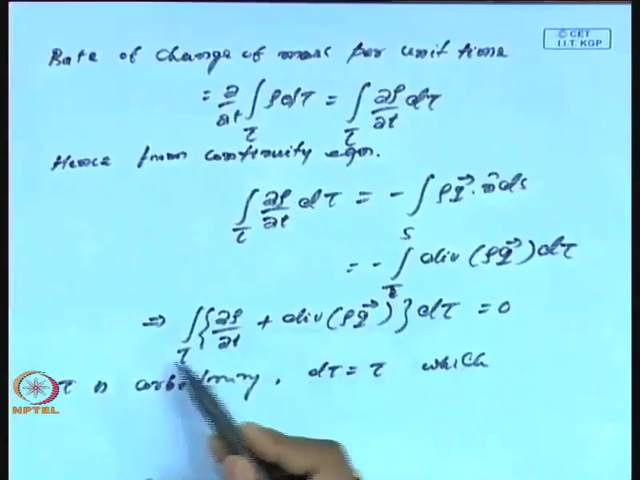 © CET
I.I.T. KGP
Rate of change of mass per unit time
= ∂/∂t ∫_τ ρdτ = ∫_τ ∂ρ/∂t dτ
Hence from continuity eqn.
∫_τ ∂ρ/∂t dτ = - ∫_S ρq⃗ · n̂ ds
= - ∫_τ div (ρq⃗) dτ
⇒ ∫_τ { ∂ρ/∂t + div (ρq⃗) } dτ = 0
τ is arbitrary, dτ = τ which
NPTEL